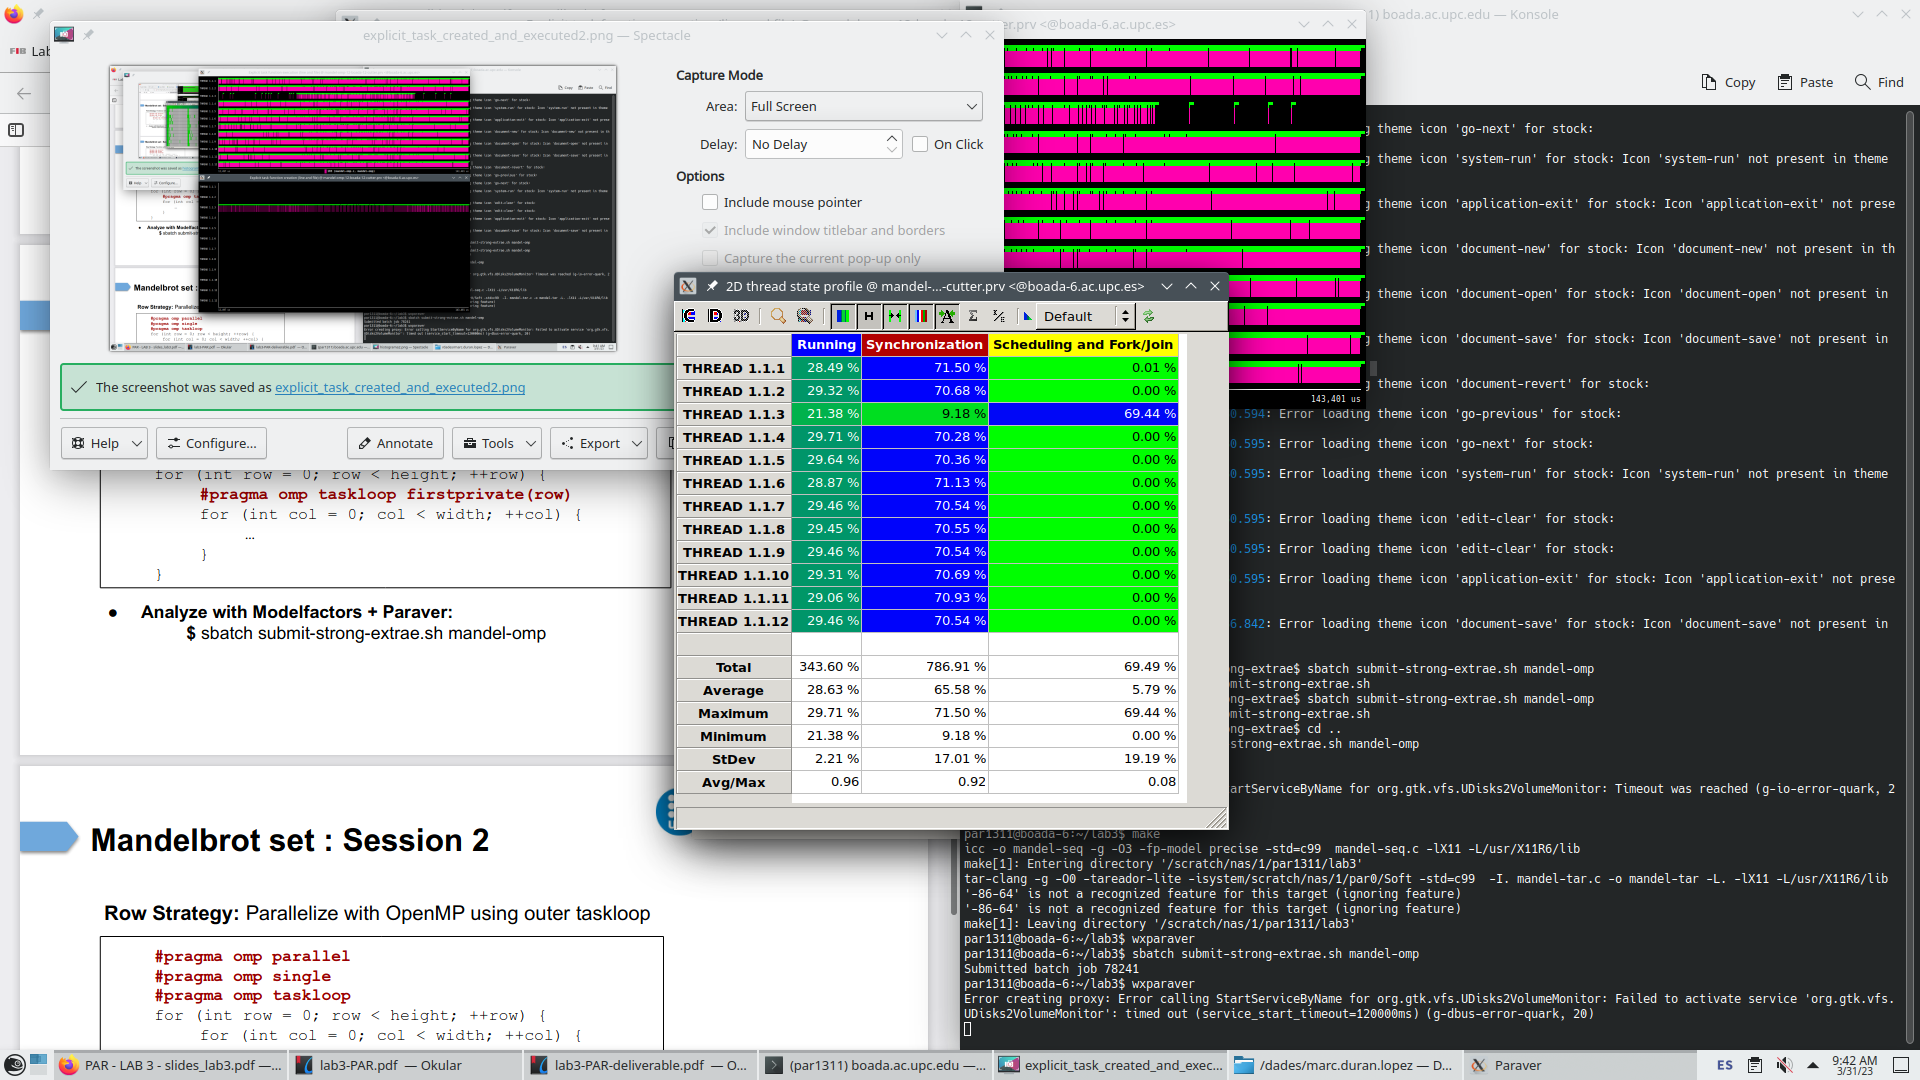 explicit_task_created_and_executed2.png — Spectacle
Capture Mode
Area: Full Screen
Delay: No Delay
On Click
Options
Include mouse pointer
Include window titlebar and borders
Capture the current pop-up only
The screenshot was saved as explicit_task_created_and_executed2.png
Help
Configure...
Annotate
Tools
Export
Lab
for (int row = 0; row < height; ++row) {
#pragma omp taskloop firstprivate(row)
for (int col = 0; col < width; ++col) {
...
}
}
● Analyze with Modelfactors + Paraver:
$ sbatch submit-strong-extrae.sh mandel-omp
Mandelbrot set : Session 2
Row Strategy: Parallelize with OpenMP using outer taskloop
#pragma omp parallel
#pragma omp single
#pragma omp taskloop
for (int row = 0; row < height; ++row) {
for (int col = 0; col < width; ++col) {
ter.prv <@boada-6.ac.upc.es>
143,401 us
2D thread state profile @ mandel-...-cutter.prv <@boada-6.ac.upc.es>
3D
H
Σ
Default
Running Synchronization Scheduling and Fork/Join
THREAD 1.1.1 28.49 % 71.50 % 0.01 %
THREAD 1.1.2 29.32 % 70.68 % 0.00 %
THREAD 1.1.3 21.38 % 9.18 % 69.44 %
THREAD 1.1.4 29.71 % 70.28 % 0.00 %
THREAD 1.1.5 29.64 % 70.36 % 0.00 %
THREAD 1.1.6 28.87 % 71.13 % 0.00 %
THREAD 1.1.7 29.46 % 70.54 % 0.00 %
THREAD 1.1.8 29.45 % 70.55 % 0.00 %
THREAD 1.1.9 29.46 % 70.54 % 0.00 %
THREAD 1.1.10 29.31 % 70.69 % 0.00 %
THREAD 1.1.11 29.06 % 70.93 % 0.00 %
THREAD 1.1.12 29.46 % 70.54 % 0.00 %
Total 343.60 % 786.91 % 69.49 %
Average 28.63 % 65.58 % 5.79 %
Maximum 29.71 % 71.50 % 69.44 %
Minimum 21.38 % 9.18 % 0.00 %
StDev 2.21 % 17.01 % 19.19 %
Avg/Max 0.96 0.92 0.08
11) boada.ac.upc.edu — Konsole
Copy
Paste
Find
g theme icon 'go-next' for stock:
g theme icon 'system-run' for stock: Icon 'system-run' not present in theme
g theme icon 'application-exit' for stock: Icon 'application-exit' not prese
g theme icon 'document-new' for stock: Icon 'document-new' not present in th
g theme icon 'document-open' for stock: Icon 'document-open' not present in
g theme icon 'document-save' for stock: Icon 'document-save' not present in
g theme icon 'document-revert' for stock:
0.594: Error loading theme icon 'go-previous' for stock:
0.595: Error loading theme icon 'go-next' for stock:
0.595: Error loading theme icon 'system-run' for stock: Icon 'system-run' not present in theme
0.595: Error loading theme icon 'edit-clear' for stock:
0.595: Error loading theme icon 'edit-clear' for stock:
0.595: Error loading theme icon 'application-exit' for stock: Icon 'application-exit' not prese
6.842: Error loading theme icon 'document-save' for stock: Icon 'document-save' not present in
ng-extrae$ sbatch submit-strong-extrae.sh mandel-omp
mit-strong-extrae.sh
ng-extrae$ sbatch submit-strong-extrae.sh mandel-omp
mit-strong-extrae.sh
ng-extrae$ cd ..
strong-extrae.sh mandel-omp
tartServiceByName for org.gtk.vfs.UDisks2VolumeMonitor: Timeout was reached (g-io-error-quark, 2
par1311@boada-6:~/lab3$ make
icc -o mandel-seq -g -O3 -fp-model precise -std=c99  mandel-seq.c -lX11 -L/usr/X11R6/lib
make[1]: Entering directory '/scratch/nas/1/par1311/lab3'
tar-clang -g -O0 -tareador-lite -isystem/scratch/nas/1/par0/Soft -std=c99  -I. mandel-tar.c -o mandel-tar -L. -lX11 -L/usr/X11R6/lib
'-86-64' is not a recognized feature for this target (ignoring feature)
'-86-64' is not a recognized feature for this target (ignoring feature)
make[1]: Leaving directory '/scratch/nas/1/par1311/lab3'
par1311@boada-6:~/lab3$ wxparaver
par1311@boada-6:~/lab3$ sbatch submit-strong-extrae.sh mandel-omp
Submitted batch job 78241
par1311@boada-6:~/lab3$ wxparaver
Error creating proxy: Error calling StartServiceByName for org.gtk.vfs.UDisks2VolumeMonitor: Failed to activate service 'org.gtk.vfs.
UDisks2VolumeMonitor': timed out (service_start_timeout=120000ms) (g-dbus-error-quark, 20)
PAR - LAB 3 - slides_lab3.pdf —...
lab3-PAR.pdf — Okular
lab3-PAR-deliverable.pdf — O...
(par1311) boada.ac.upc.edu —...
explicit_task_created_and_exec...
/dades/marc.duran.lopez — D...
Paraver
ES
9:42 AM
3/31/23